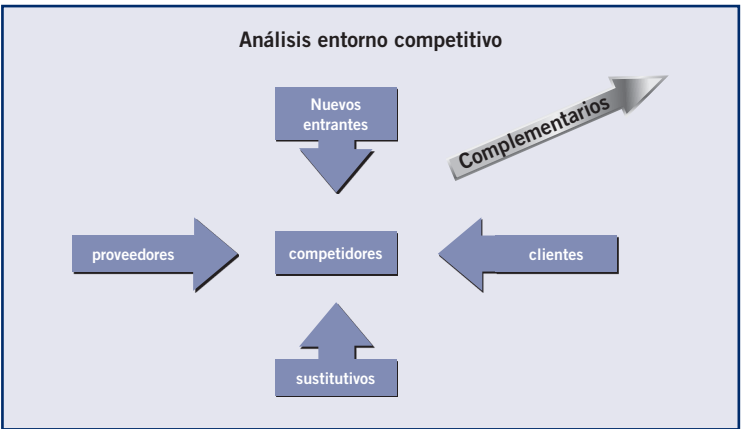 Análisis entorno competitivo
Nuevos
entrantes
Complementarios
proveedores
competidores
clientes
sustitutivos